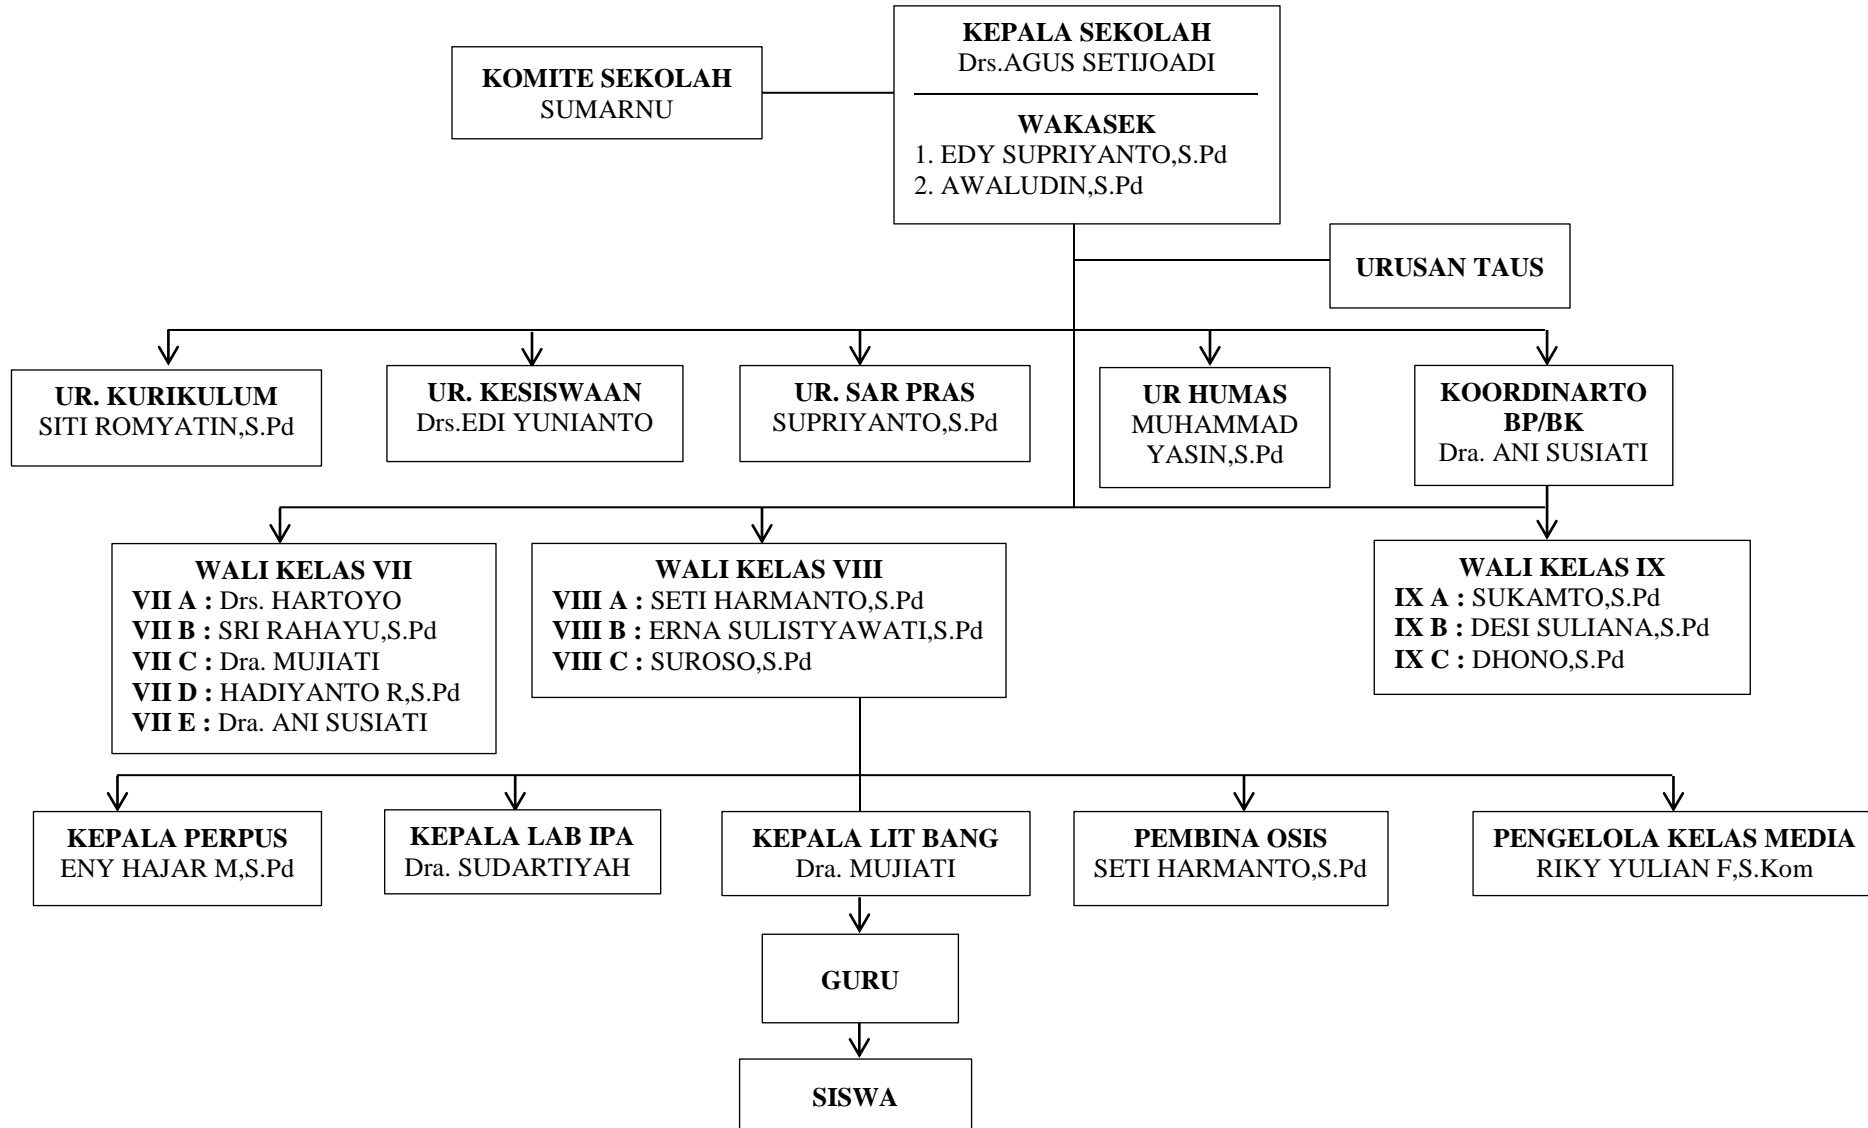 KEPALA SEKOLAH
Drs.AGUS SETIJOADI
KOMITE SEKOLAH
SUMARNU
WAKASEK
1. EDY SUPRIYANTO,S.Pd
2. AWALUDIN,S.Pd
URUSAN TAUS
UR. KURIKULUM
SITI ROMYATIN,S.Pd
UR. KESISWAAN
Drs.EDI YUNIANTO
UR. SAR PRAS
SUPRIYANTO,S.Pd
UR HUMAS
MUHAMMAD
YASIN,S.Pd
KOORDINARTO
BP/BK
Dra. ANI SUSIATI
WALI KELAS VII
VII A : Drs. HARTOYO
VII B : SRI RAHAYU,S.Pd
VII C : Dra. MUJIATI
VII D : HADIYANTO R,S.Pd
VII E : Dra. ANI SUSIATI
WALI KELAS VIII
VIII A : SETI HARMANTO,S.Pd
VIII B : ERNA SULISTYAWATI,S.Pd
VIII C : SUROSO,S.Pd
WALI KELAS IX
IX A : SUKAMTO,S.Pd
IX B : DESI SULIANA,S.Pd
IX C : DHONO,S.Pd
KEPALA PERPUS
ENY HAJAR M,S.Pd
KEPALA LAB IPA
Dra. SUDARTIYAH
KEPALA LIT BANG
Dra. MUJIATI
PEMBINA OSIS
SETI HARMANTO,S.Pd
PENGELOLA KELAS MEDIA
RIKY YULIAN F,S.Kom
GURU
SISWA